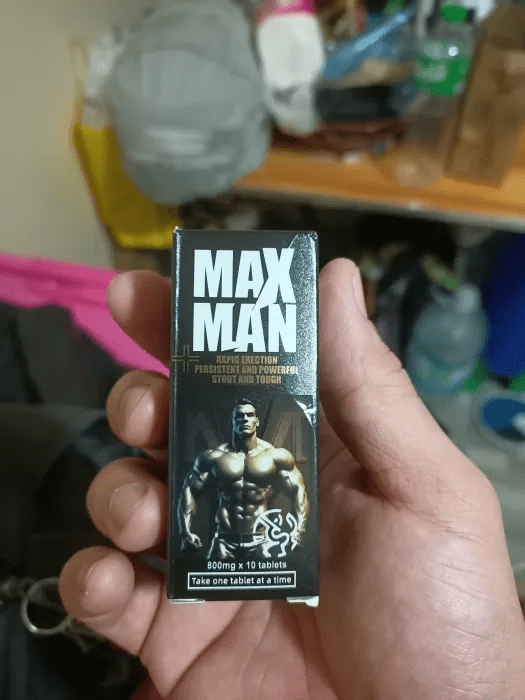 MAX
MAN
RAPID ERECTION
PERSISTENT AND POWERFUL
STOUT AND TOUGH
800mg x 10 tablets
Take one tablet at a time